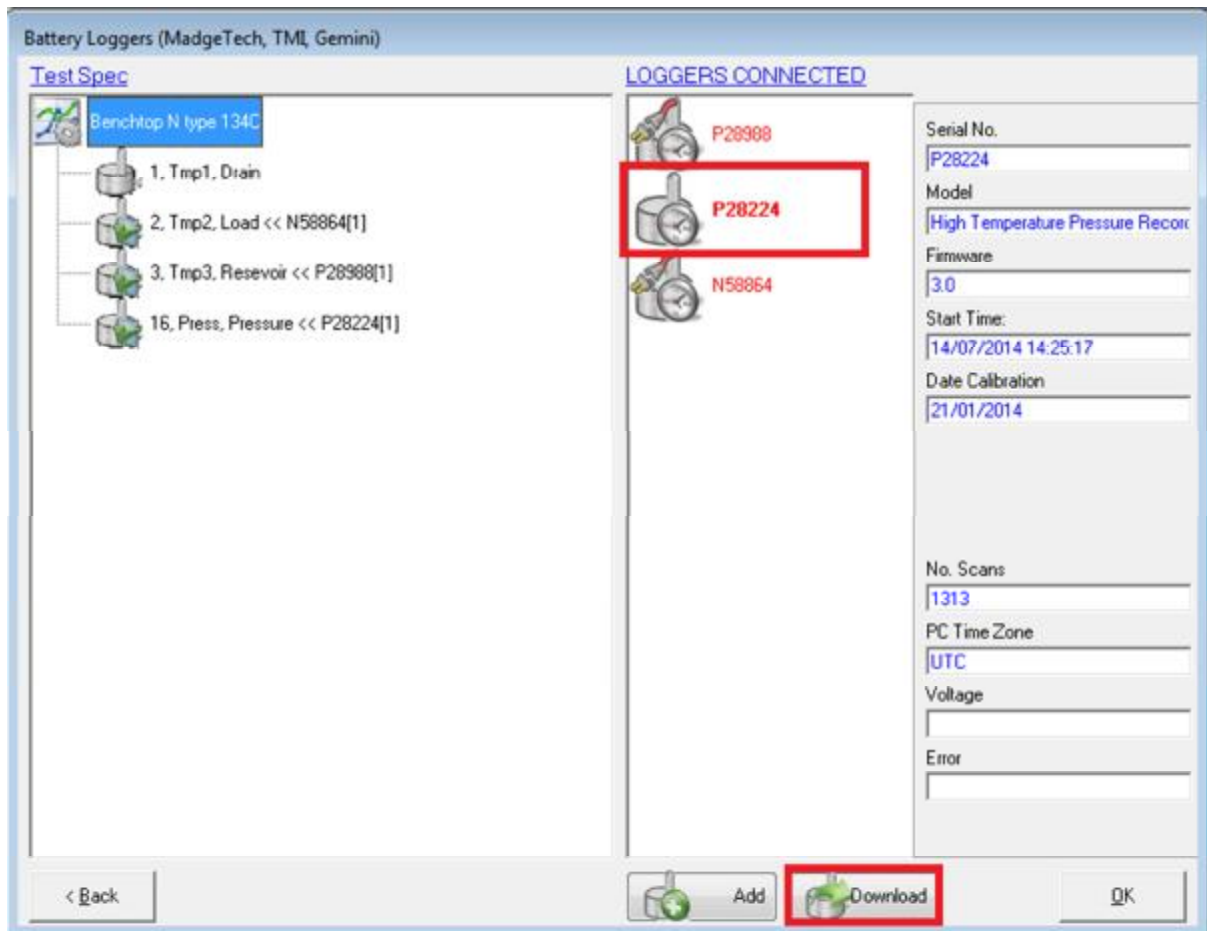 Battery Loggers (MadgeTech, TMI, Gemini)
Test Spec
Benchtop N type 134C
1, Tmp1, Drain
2, Tmp2, Load << N58864[1]
3, Tmp3, Resevoir << P28988[1]
16, Press, Pressure << P28224[1]
LOGGERS CONNECTED
P28988
P28224
N58864
Serial No.
P28224
Model
High Temperature Pressure Recorc
Firmware
3.0
Start Time:
14/07/2014 14:25:17
Date Calibration
21/01/2014
No. Scans
1313
PC Time Zone
UTC
Voltage
Error
< Back
Add
Download
OK